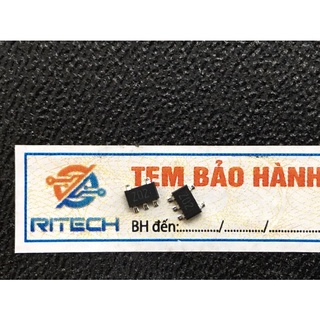 TEM BẢO HÀNH
RITECH
BH đến:............/............/............